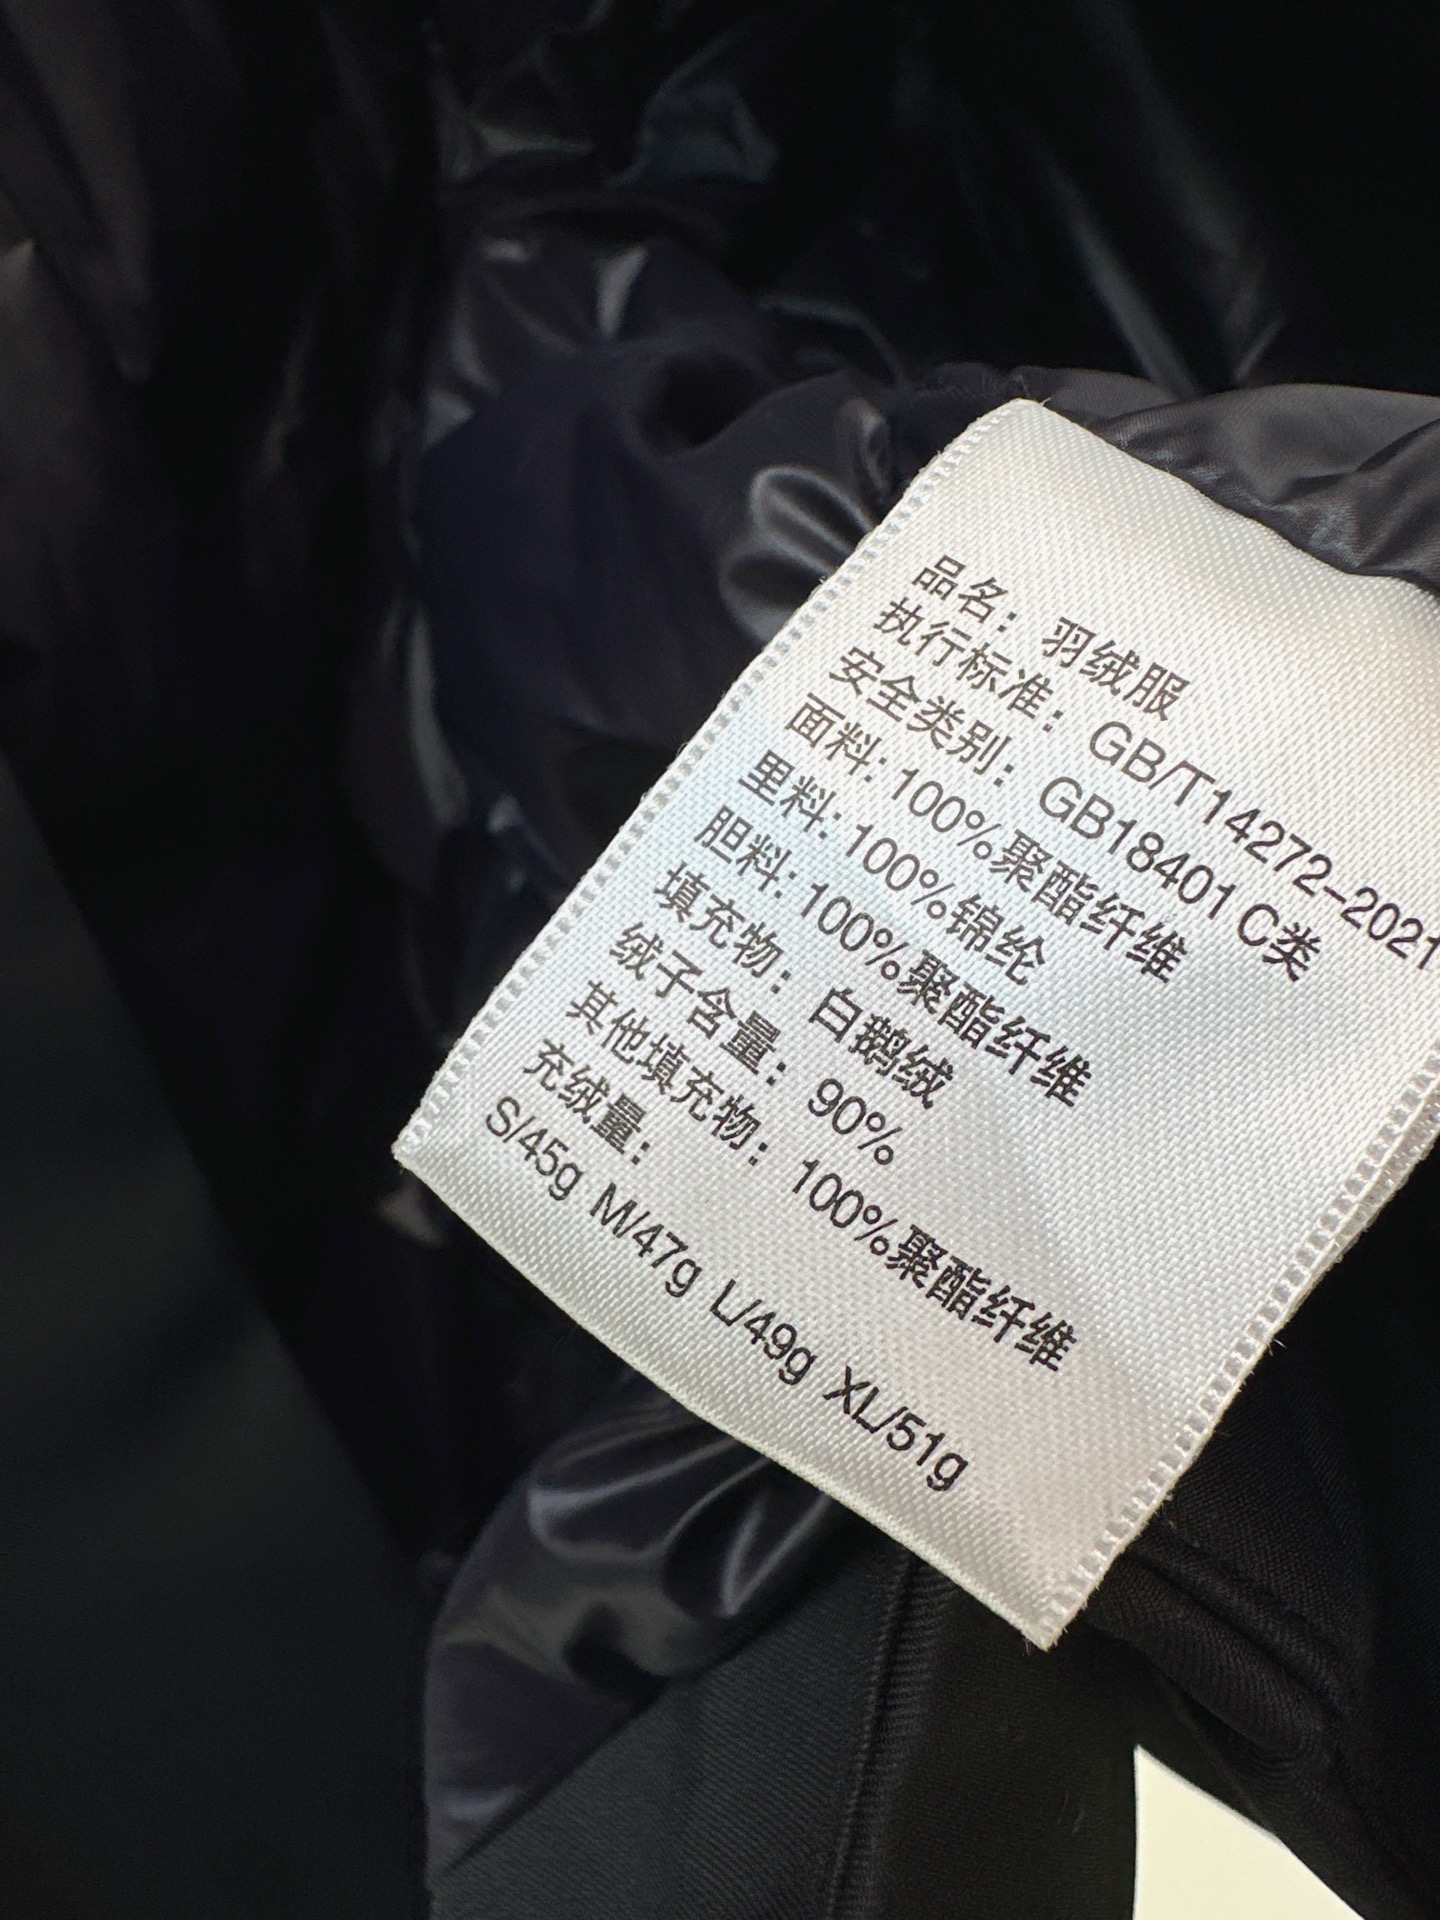 品名：羽绒服
执行标准：GB/T14272-2021
安全类别：GB18401 C类
面料:100%聚酯纤维
里料:100%锦纶
胆料:100%聚酯纤维
填充物：白鹅绒
绒子含量：90%
其他填充物：100%聚酯纤维
充绒量：
S/45g M/47g L/49g XL/51g